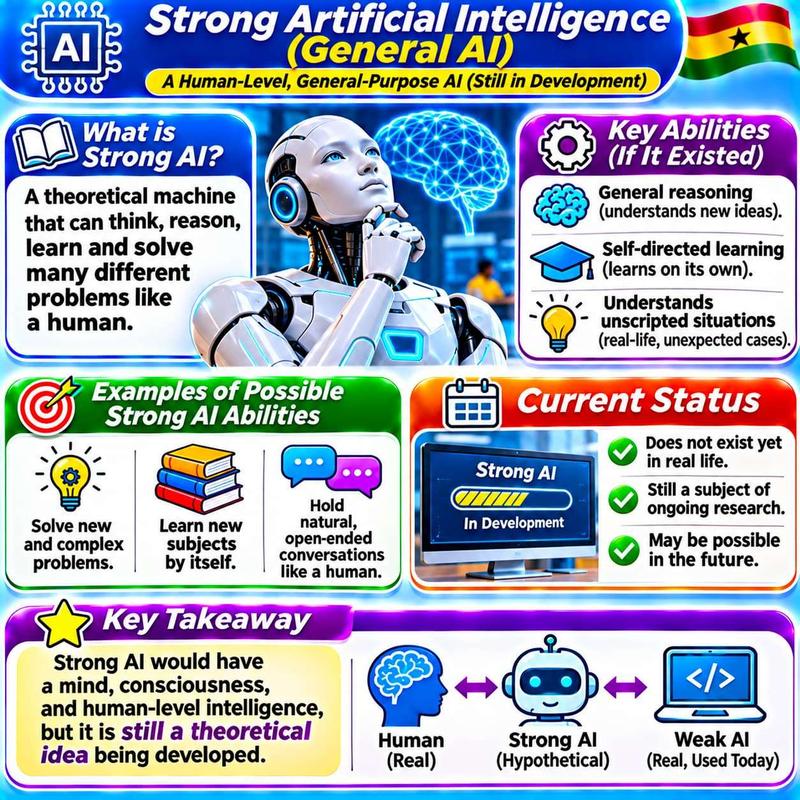 AI
Strong Artificial Intelligence
(General AI)
A Human-Level, General-Purpose AI (Still in Development)
What is
Strong AI?
A theoretical machine
that can think, reason,
learn and solve
many different
problems like
a human.
Key Abilities
(If It Existed)
General reasoning
(understands new ideas).
Self-directed learning
(learns on its own).
Understands
unscripted situations
(real-life, unexpected cases).
Examples of Possible
Strong AI Abilities
Solve new
and complex
problems.
Learn new
subjects
by itself.
Hold
natural,
open-ended
conversations
like a human.
Current Status
Strong AI
In Development
Does not exist yet
in real life.
Still a subject of
ongoing research.
May be possible
in the future.
Key Takeaway
Strong AI would have
a mind, consciousness,
and human-level intelligence,
but it is still a theoretical
idea being developed.
Human
(Real)
Strong AI
(Hypothetical)
</>
Weak AI
(Real, Used Today)